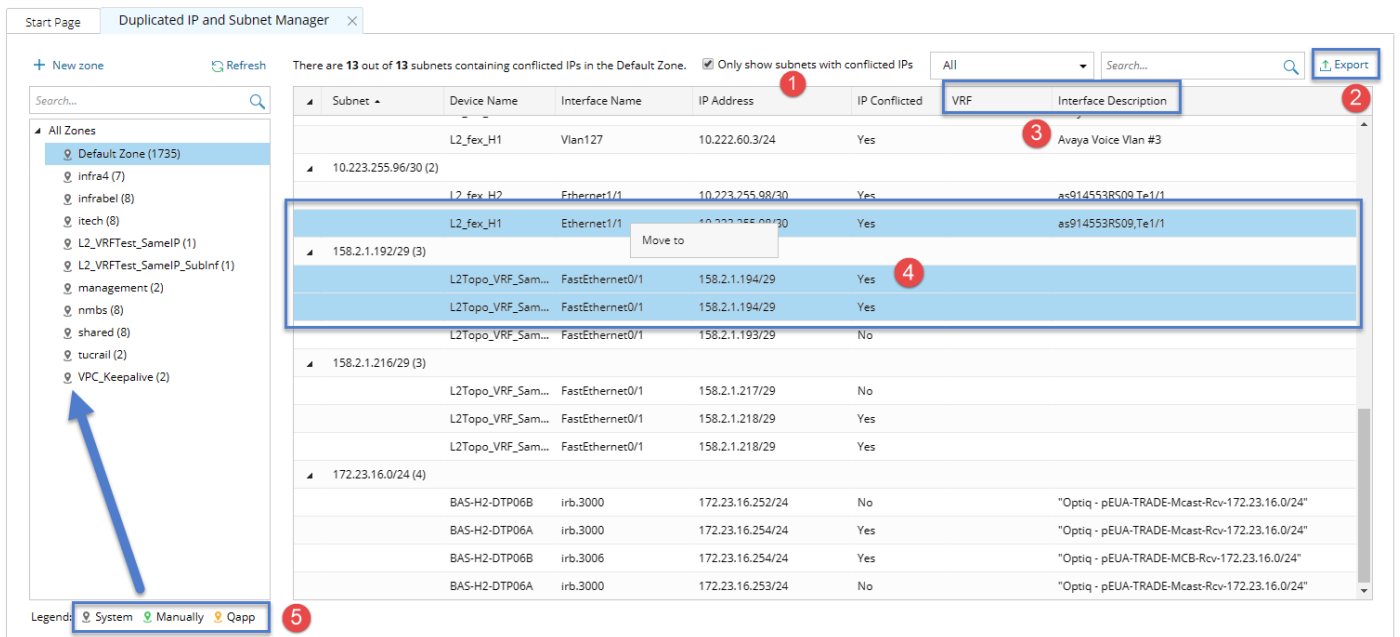 Start Page
Duplicated IP and Subnet Manager
New zone
Refresh
There are 13 out of 13 subnets containing conflicted IPs in the Default Zone.
Only show subnets with conflicted IPs
All
Search...
Export
1
2
Search...
Subnet
Device Name
Interface Name
IP Address
IP Conflicted
VRF
Interface Description
3
All Zones
Default Zone (1735)
infra4 (7)
infrabel (8)
itech (8)
L2_VRFTest_SameIP (1)
L2_VRFTest_SameIP_SubInf (1)
management (2)
nmbs (8)
shared (8)
tucrail (2)
VPC_Keepalive (2)
L2_fex_H1 Vlan127 10.222.60.3/24 Yes Avaya Voice Vlan #3
10.223.255.96/30 (2)
L2_fex_H2 Ethernet1/1 10.223.255.98/30 Yes as914553RS09,Te1/1
L2_fex_H1 Ethernet1/1 10.223.255.98/30 Yes as914553RS09,Te1/1
Move to
158.2.1.192/29 (3)
4
L2Topo_VRF_Sam... FastEthernet0/1 158.2.1.194/29 Yes
L2Topo_VRF_Sam... FastEthernet0/1 158.2.1.194/29 Yes
L2Topo_VRF_Sam... FastEthernet0/1 158.2.1.193/29 No
158.2.1.216/29 (3)
L2Topo_VRF_Sam... FastEthernet0/1 158.2.1.217/29 No
L2Topo_VRF_Sam... FastEthernet0/1 158.2.1.218/29 Yes
L2Topo_VRF_Sam... FastEthernet0/1 158.2.1.218/29 Yes
172.23.16.0/24 (4)
BAS-H2-DTP06B irb.3000 172.23.16.252/24 No "Optiq - pEUA-TRADE-Mcast-Rcv-172.23.16.0/24"
BAS-H2-DTP06A irb.3000 172.23.16.254/24 Yes "Optiq - pEUA-TRADE-Mcast-Rcv-172.23.16.0/24"
BAS-H2-DTP06B irb.3006 172.23.16.254/24 Yes "Optiq - pEUA-TRADE-MCB-Rcv-172.23.16.0/24"
BAS-H2-DTP06A irb.3000 172.23.16.253/24 No "Optiq - pEUA-TRADE-Mcast-Rcv-172.23.16.0/24"
Legend: System Manually Qapp
5